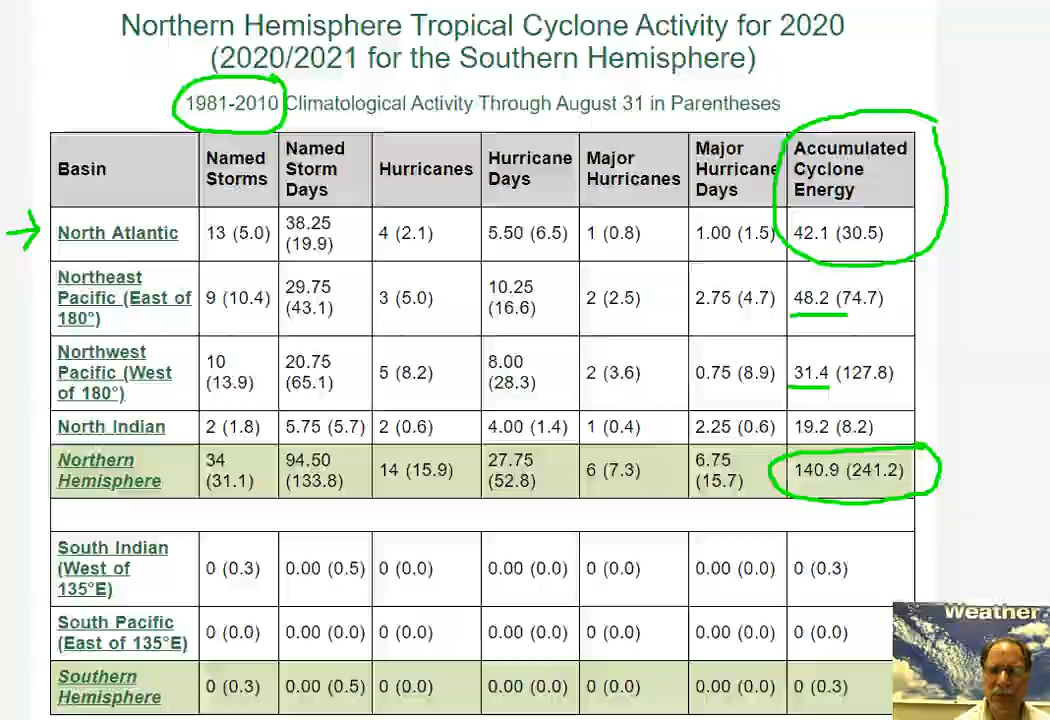 Northern Hemisphere Tropical Cyclone Activity for 2020
(2020/2021 for the Southern Hemisphere)
1981-2010 Climatological Activity Through August 31 in Parentheses
Basin Named Storms Named Storm Days Hurricanes Hurricane Days Major Hurricanes Major Hurricane Days Accumulated Cyclone Energy
North Atlantic 13 (5.0) 38.25 (19.9) 4 (2.1) 5.50 (6.5) 1 (0.8) 1.00 (1.5) 42.1 (30.5)
Northeast Pacific (East of 180°) 9 (10.4) 29.75 (43.1) 3 (5.0) 10.25 (16.6) 2 (2.5) 2.75 (4.7) 48.2 (74.7)
Northwest Pacific (West of 180°) 10 (13.9) 20.75 (65.1) 5 (8.2) 8.00 (28.3) 2 (3.6) 0.75 (8.9) 31.4 (127.8)
North Indian 2 (1.8) 5.75 (5.7) 2 (0.6) 4.00 (1.4) 1 (0.4) 2.25 (0.6) 19.2 (8.2)
Northern Hemisphere 34 (31.1) 94.50 (133.8) 14 (15.9) 27.75 (52.8) 6 (7.3) 6.75 (15.7) 140.9 (241.2)
South Indian (West of 135°E) 0 (0.3) 0.00 (0.5) 0 (0.0) 0.00 (0.0) 0 (0.0) 0.00 (0.0) 0 (0.3)
South Pacific (East of 135°E) 0 (0.0) 0.00 (0.0) 0 (0.0) 0.00 (0.0) 0 (0.0) 0.00 (0.0) 0 (0.0)
Southern Hemisphere 0 (0.3) 0.00 (0.5) 0 (0.0) 0.00 (0.0) 0 (0.0) 0.00 (0.0) 0 (0.3)
Weather